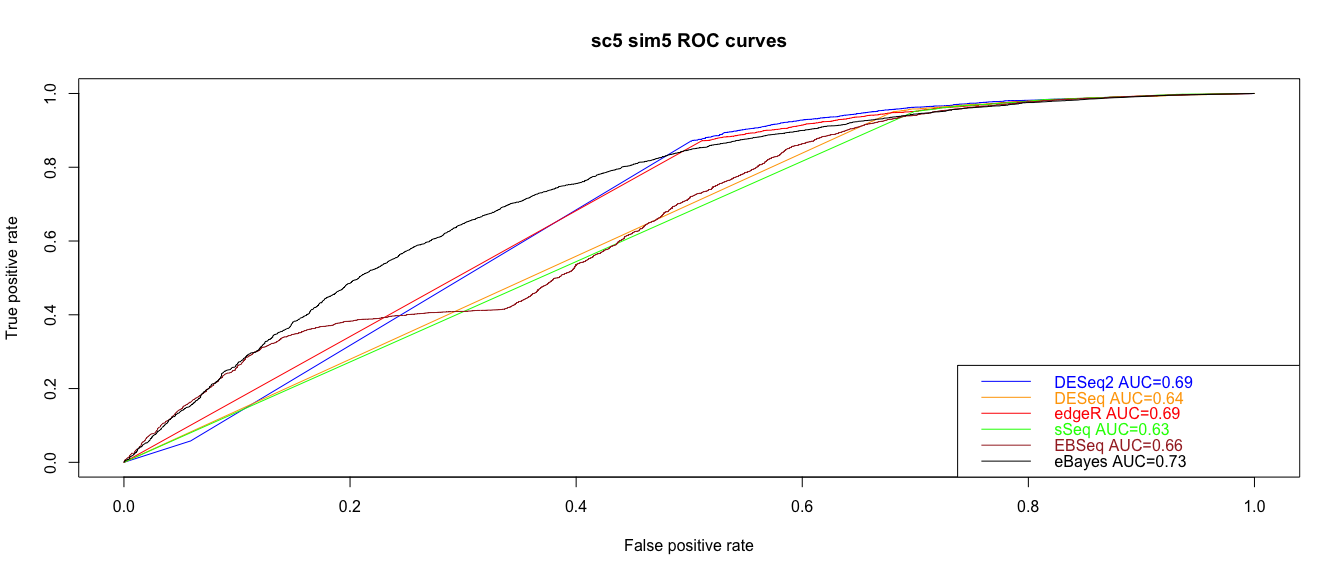 sc5 sim5 ROC curves
True positive rate
1.0
0.8
0.6
0.4
0.2
0.0
DESeq2 AUC=0.69
DESeq AUC=0.64
edgeR AUC=0.69
sSeq AUC=0.63
EBSeq AUC=0.66
eBayes AUC=0.73
0.0 0.2 0.4 0.6 0.8 1.0
False positive rate